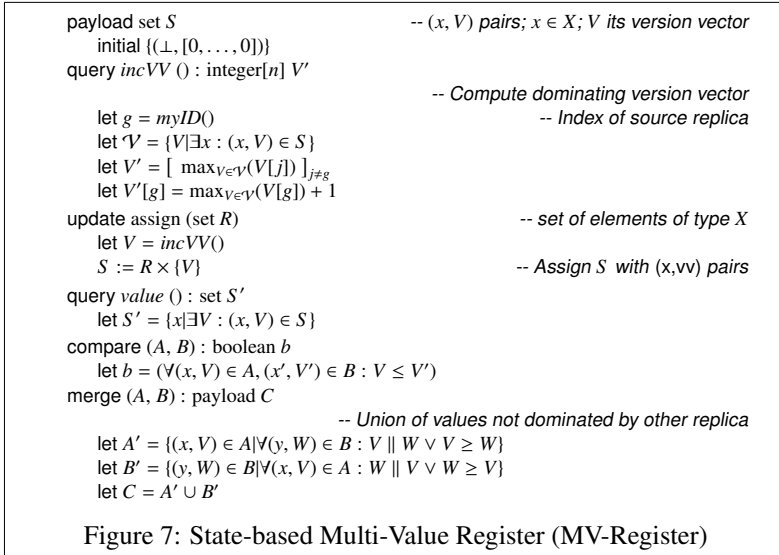 payload set S -- (x, V) pairs; x ∈ X; V its version vector
initial {(⊥, [0, . . . , 0])}
query incVV () : integer[n] V′
-- Compute dominating version vector
let g = myID() -- Index of source replica
let 𝒱 = {V|∃x : (x, V) ∈ S}
let V′ = [ max_{V∈𝒱}(V[j]) ]_{j≠g}
let V′[g] = max_{V∈𝒱}(V[g]) + 1
update assign (set R) -- set of elements of type X
let V = incVV()
S := R × {V} -- Assign S with (x,vv) pairs
query value () : set S′
let S′ = {x|∃V : (x, V) ∈ S}
compare (A, B) : boolean b
let b = (∀(x, V) ∈ A, (x′, V′) ∈ B : V ≤ V′)
merge (A, B) : payload C
-- Union of values not dominated by other replica
let A′ = {(x, V) ∈ A|∀(y, W) ∈ B : V ∥ W ∨ V ≥ W}
let B′ = {(y, W) ∈ B|∀(x, V) ∈ A : W ∥ V ∨ W ≥ V}
let C = A′ ∪ B′
Figure 7: State-based Multi-Value Register (MV-Register)